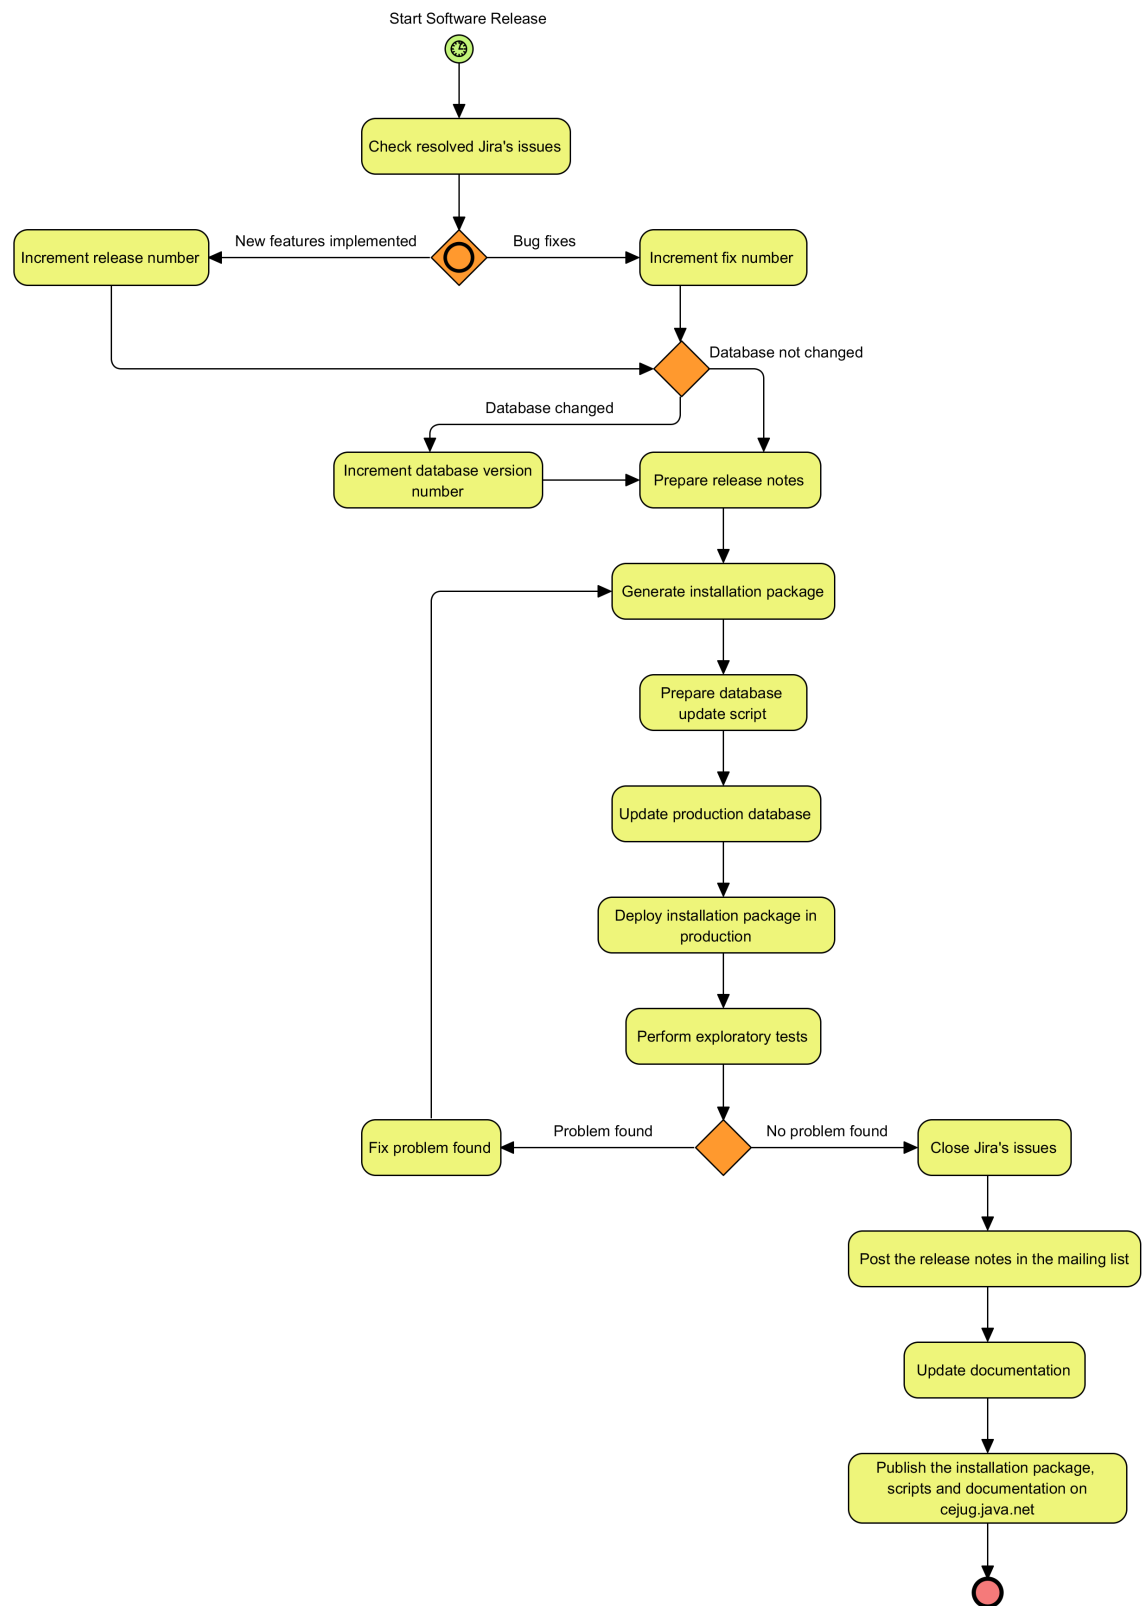 Start Software Release
Check resolved Jira's issues
New features implemented
Bug fixes
Increment release number
Increment fix number
Database not changed
Database changed
Increment database version
number
Prepare release notes
Generate installation package
Prepare database
update script
Update production database
Deploy installation package in
production
Perform exploratory tests
Problem found
No problem found
Fix problem found
Close Jira's issues
Post the release notes in the mailing list
Update documentation
Publish the installation package,
scripts and documentation on
cejug.java.net